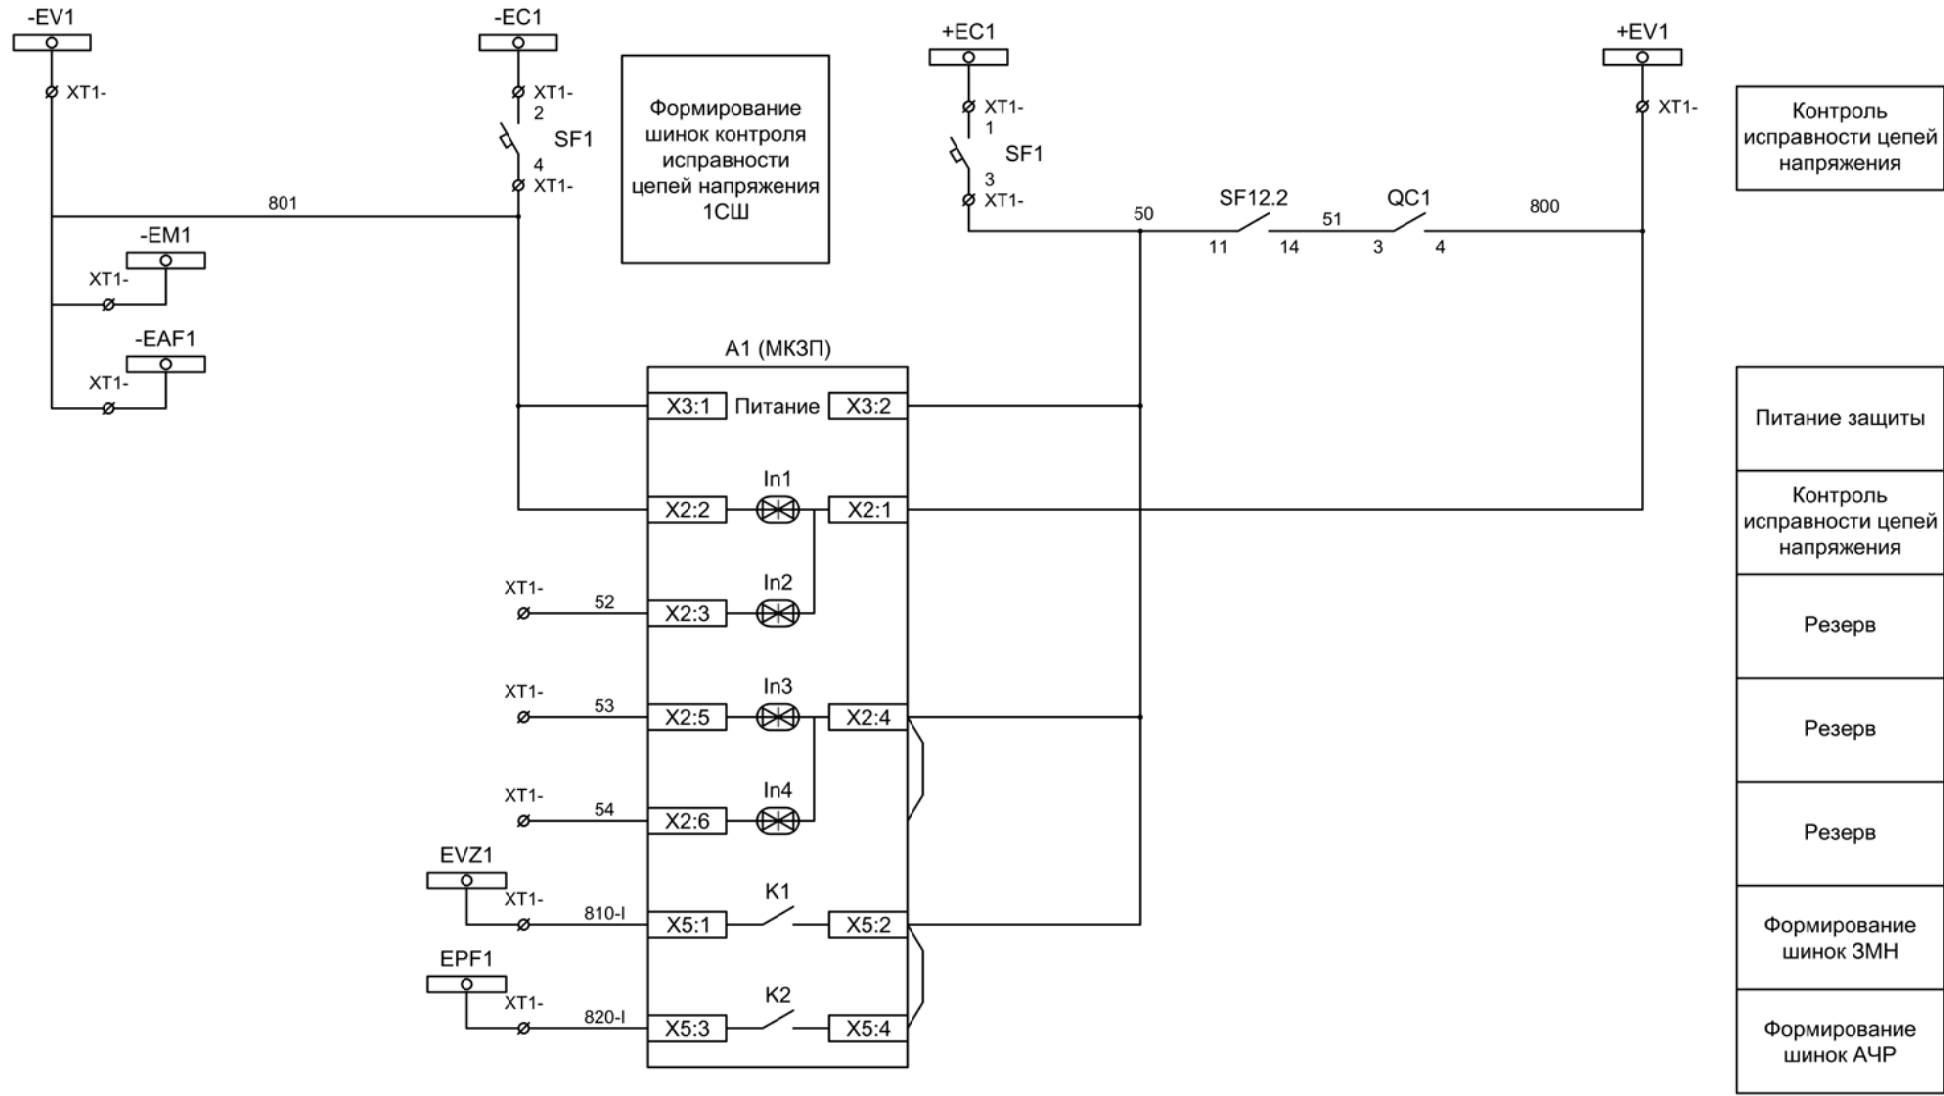 -EV1
-EC1
+EC1
+EV1
XT1-
XT1-
2
SF1
4
XT1-
Формирование
шинок контроля
исправности
цепей напряжения
1СШ
XT1-
1
SF1
3
XT1-
XT1-
Контроль
исправности цепей
напряжения
801
50
SF12.2
11
14
51
QC1
3
4
800
-EM1
XT1-
-EAF1
XT1-
A1 (МКЗП)
X3:1
Питание
X3:2
Питание защиты
In1
X2:2
X2:1
Контроль
исправности цепей
напряжения
In2
XT1-
52
X2:3
Резерв
In3
XT1-
53
X2:5
X2:4
Резерв
In4
XT1-
54
X2:6
Резерв
EVZ1
XT1-
810-I
X5:1
K1
X5:2
Формирование
шинок ЗМН
EPF1
XT1-
820-I
X5:3
K2
X5:4
Формирование
шинок АЧР